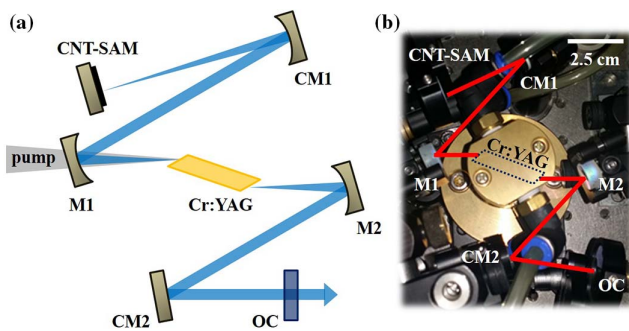 (a)
CNT-SAM
CM1
pump
M1
Cr:YAG
M2
CM2
OC
(b)
CNT-SAM
2.5 cm
CM1
Cr:YAG
M1
M2
CM2
OC